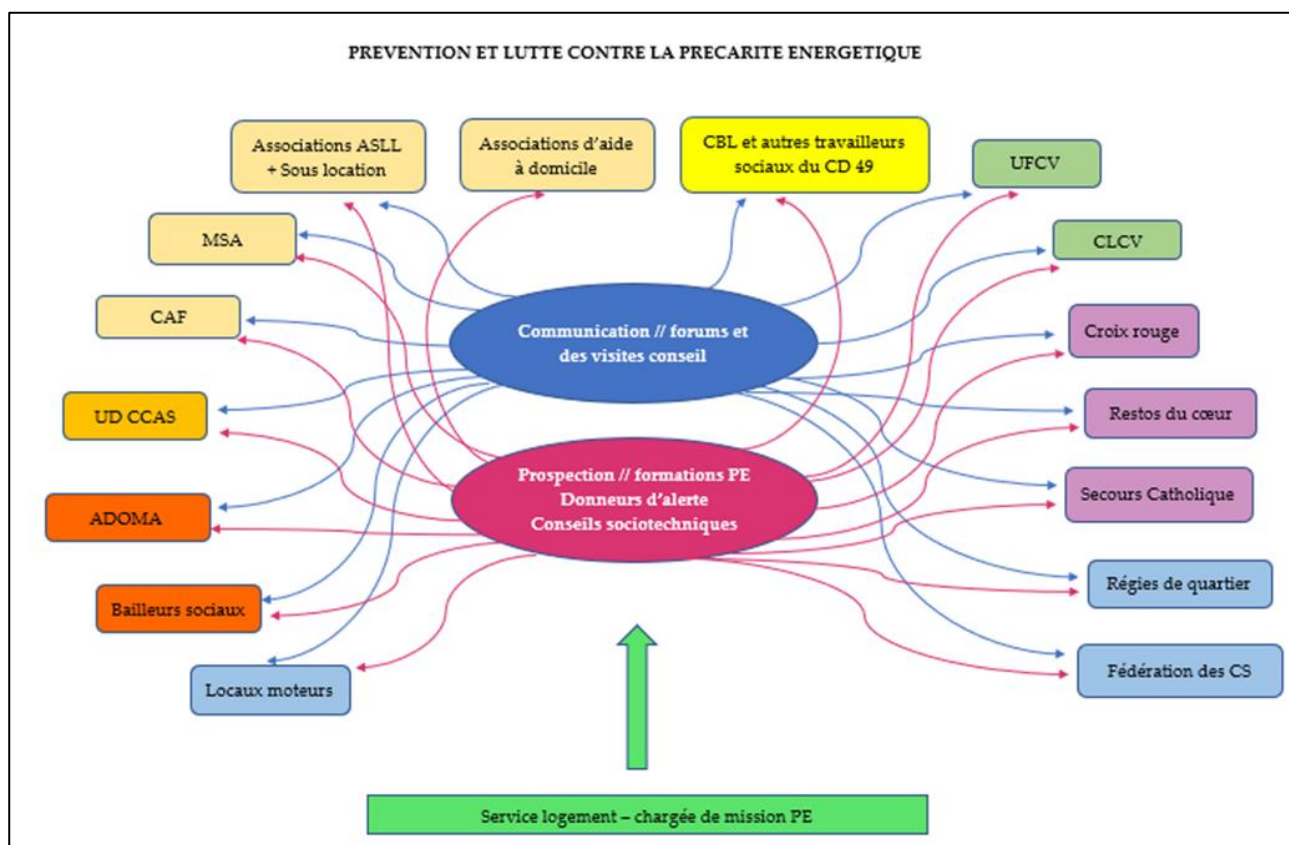 PREVENTION ET LUTTE CONTRE LA PRECARITE ENERGETIQUE
Associations ASLL
+ Sous location
Associations d'aide
à domicile
CBL et autres travailleurs
sociaux du CD 49
UFCV
MSA
CLCV
CAF
Communication // forums et
des visites conseil
Croix rouge
UD CCAS
Restos du cœur
Prospection // formations PE
Donneurs d'alerte
Conseils sociotechniques
Secours Catholique
ADOMA
Régies de quartier
Bailleurs sociaux
Fédération des CS
Locaux moteurs
Service logement – chargée de mission PE